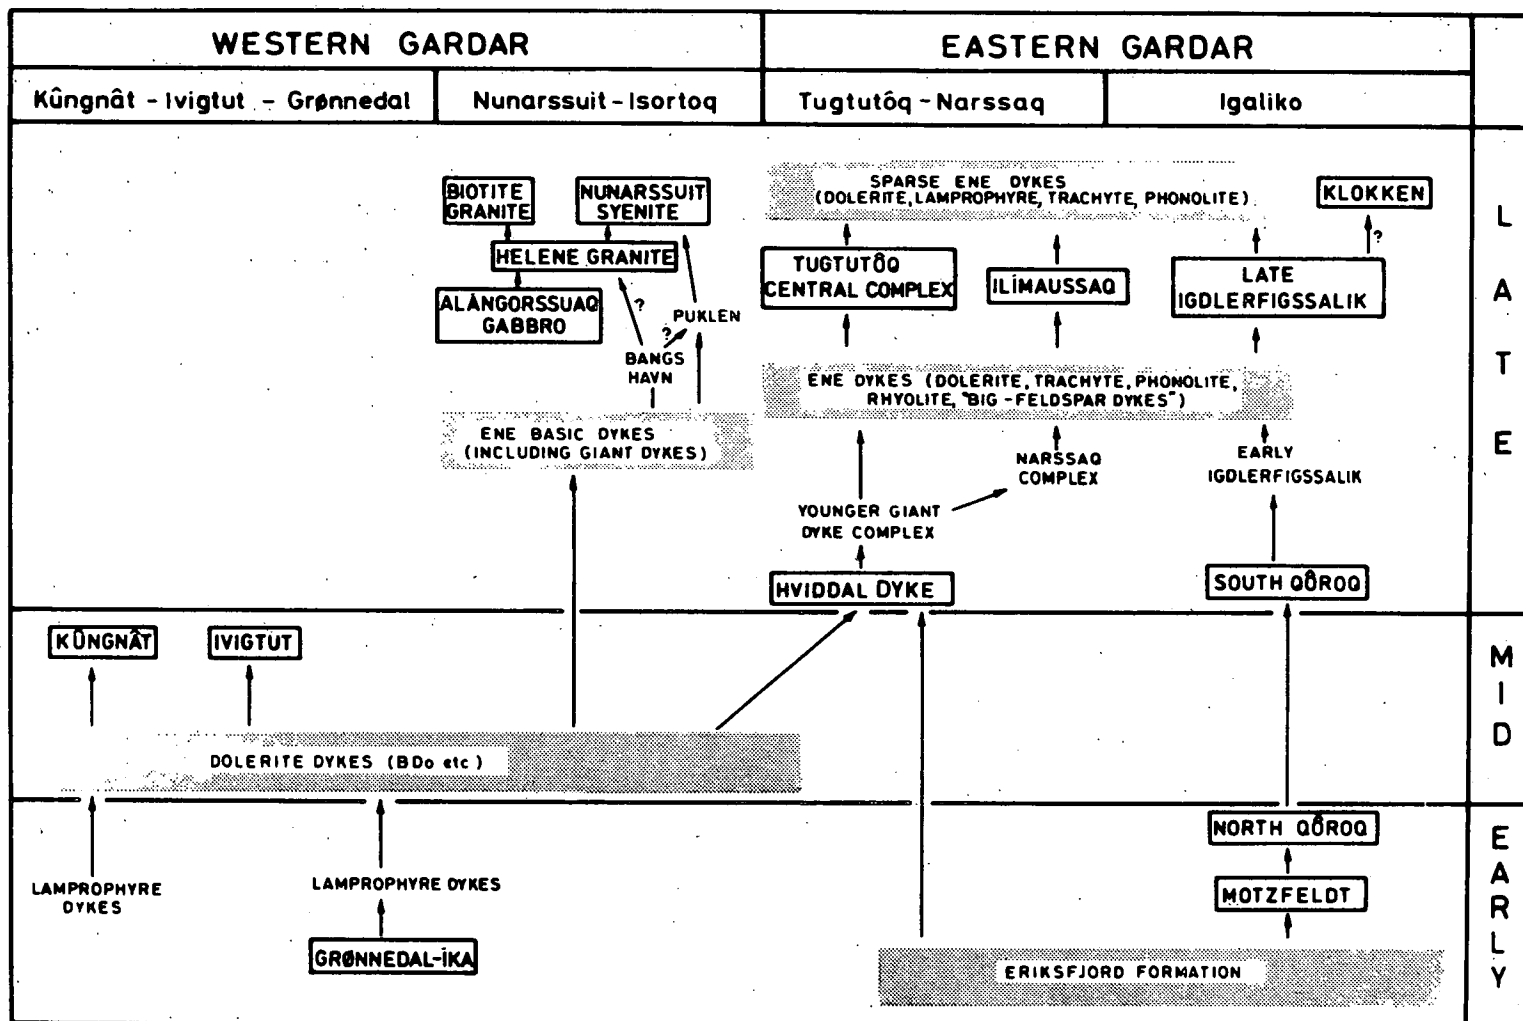 WESTERN GARDAR
EASTERN GARDAR
Kûngnât - Ivigtut - Grønnedal
Nunarssuit - Isortoq
Tugtutôq - Narssaq
Igaliko
LATE
BIOTITE
GRANITE
NUNARSSUIT
SYENITE
HELENE GRANITE
ALÁNGORSSUAQ
GABBRO
?
?
PUKLEN
BANGS
HAVN
ENE BASIC DYKES
(INCLUDING GIANT DYKES)
SPARSE ENE DYKES
(DOLERITE, LAMPROPHYRE, TRACHYTE, PHONOLITE)
KLOKKEN
?
TUGTUTÔQ
CENTRAL COMPLEX
ILÍMAUSSAQ
LATE
IGDLERFIGSSALIK
ENE DYKES (DOLERITE, TRACHYTE, PHONOLITE,
RHYOLITE, "BIG-FELDSPAR DYKES")
NARSSAQ
COMPLEX
EARLY
IGDLERFIGSSALIK
YOUNGER GIANT
DYKE COMPLEX
HVIDDAL DYKE
SOUTH QÔROQ
MID
KÛNGNÂT
IVIGTUT
DOLERITE DYKES (BDo etc)
EARLY
NORTH QÔROQ
MOTZFELDT
LAMPROPHYRE
DYKES
LAMPROPHYRE DYKES
GRØNNEDAL-ÍKA
ERIKSFJORD FORMATION